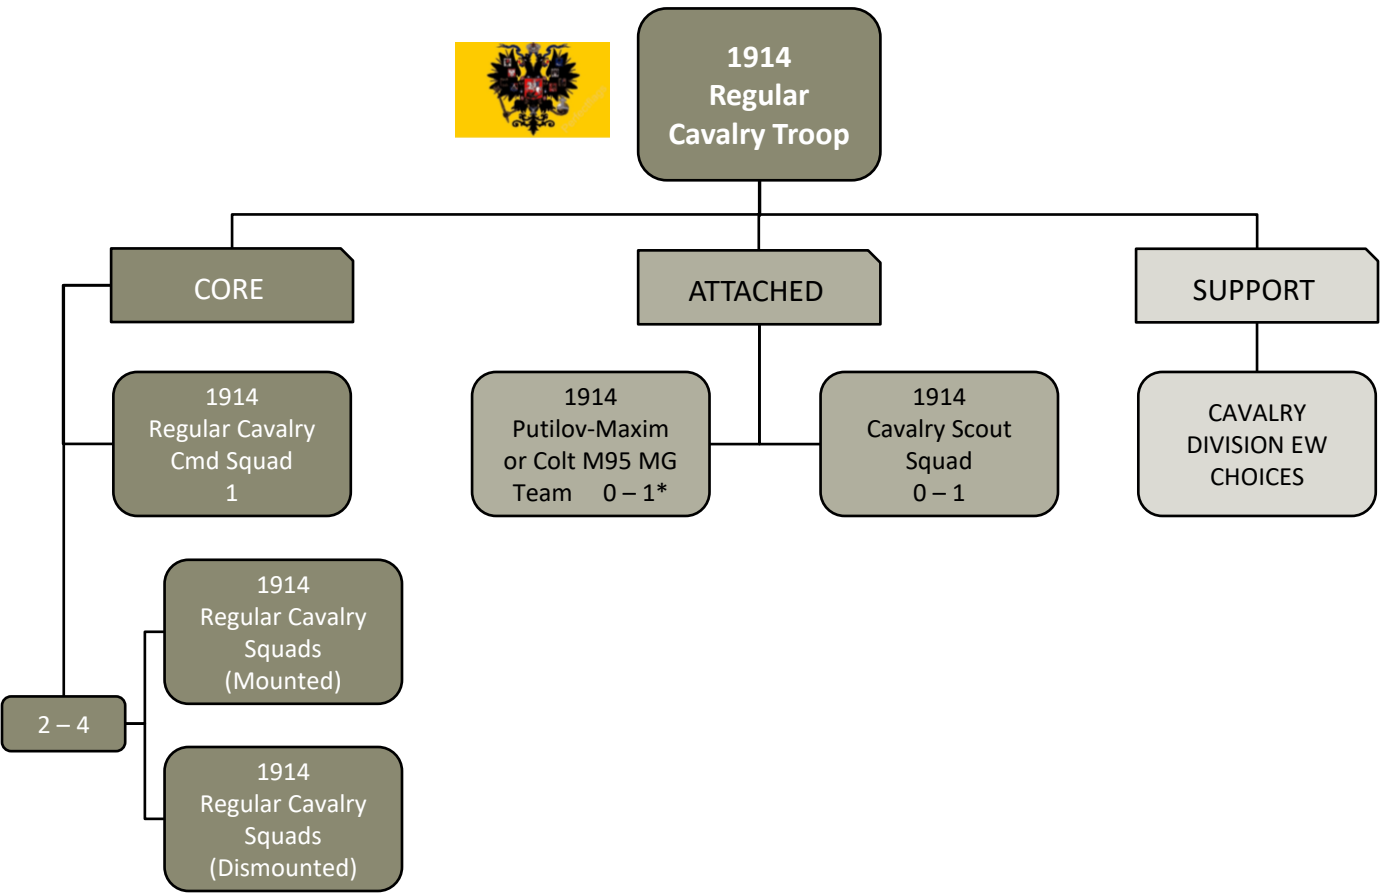 1914
Regular
Cavalry Troop
CORE
ATTACHED
SUPPORT
1914
Regular Cavalry
Cmd Squad
1
1914
Putilov-Maxim
or Colt M95 MG
Team 0 – 1*
1914
Cavalry Scout
Squad
0 – 1
CAVALRY
DIVISION EW
CHOICES
1914
Regular Cavalry
Squads
(Mounted)
2 – 4
1914
Regular Cavalry
Squads
(Dismounted)